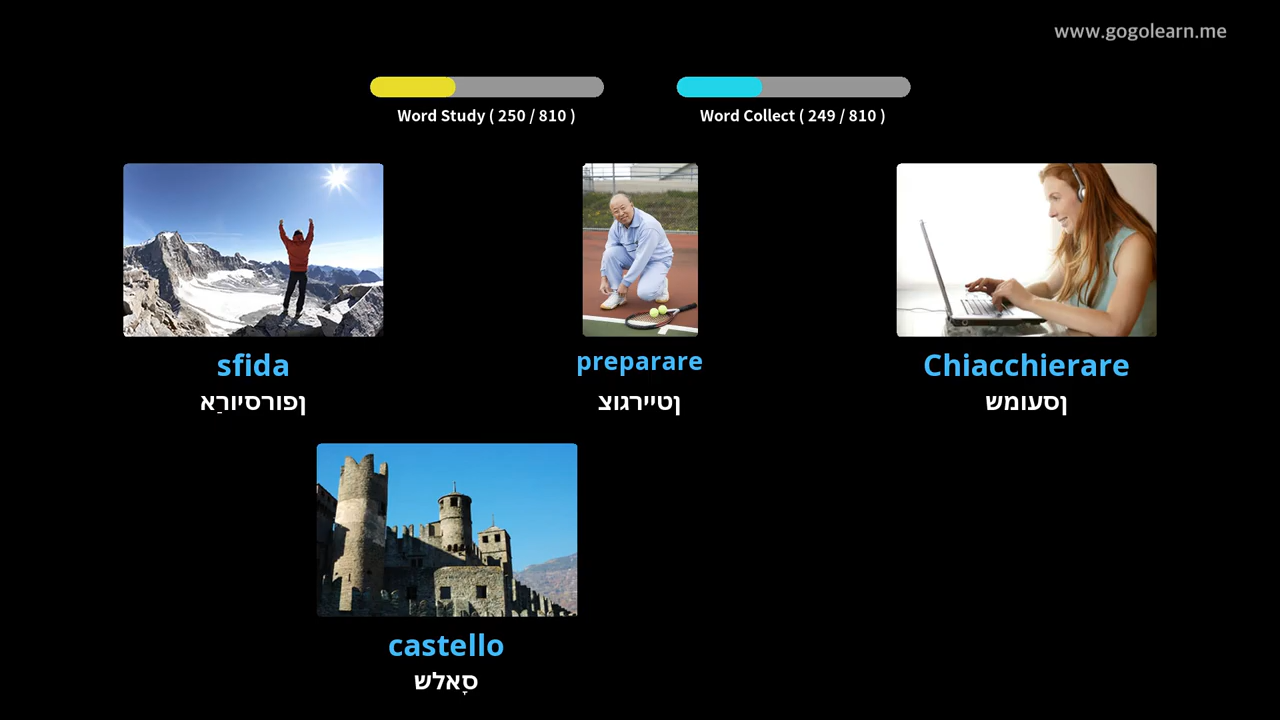 www.gogolearn.me
Word Study ( 250 / 810 )
Word Collect ( 249 / 810 )
sfida
ןפורסיורַא
preparare
ןטיירגוצ
Chiacchierare
ןסעומש
castello
סָאלש